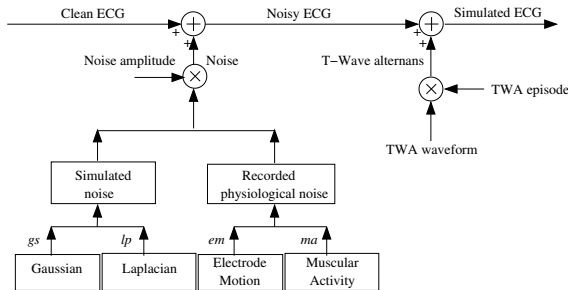 Clean ECG
Noisy ECG
Simulated ECG
+
+
+
+
Noise amplitude
Noise
T-Wave alternans
TWA episode
TWA waveform
Simulated
noise
Recorded
physiological noise
gs
lp
em
ma
Gaussian
Laplacian
Electrode
Motion
Muscular
Activity